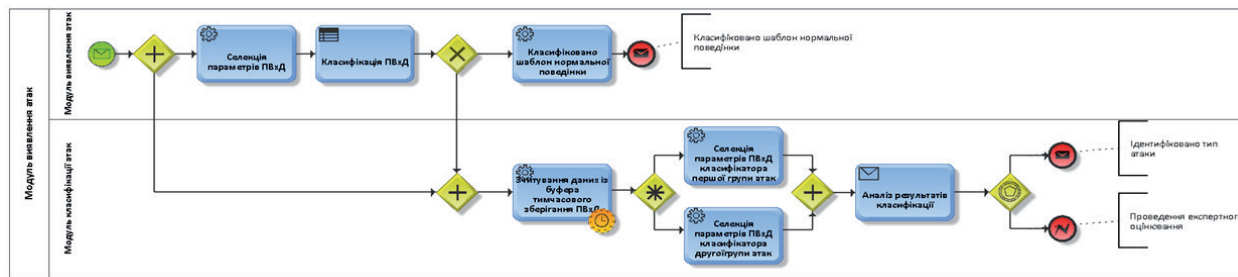 Модуль виявлення атак
Модуль виявлення атак
Селекція
параметрів ПВхД
Класифікація ПВхД
Класифіковано
шаблон нормальної
поведінки
Класифіковано шаблон нормальної
поведінки
Модуль класифікації атак
Зчитування даних із
буфера
тимчасового
зберігання ПВхД
Селекція
параметрів ПВхД
класифікатора
першої групи атак
Селекція
параметрів ПВхД
класифікатора
другоїгрупи атак
Аналіз результатів
класифікації
Ідентифіковано тип
атаки
Проведення експертного
оцінювання